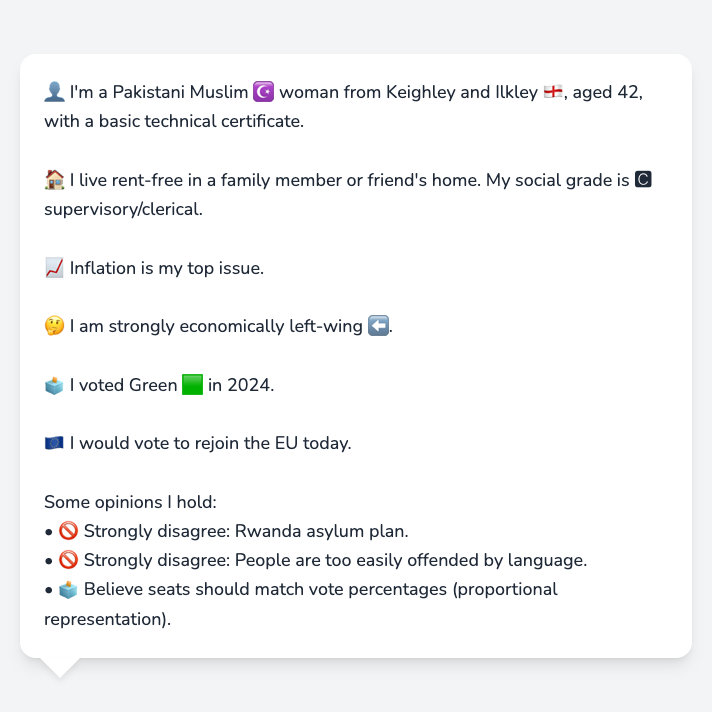 👤 I'm a Pakistani Muslim ☪️ woman from Keighley and Ilkley 🏴󠁧󠁢󠁥󠁮󠁧󠁿, aged 42,
with a basic technical certificate.
🏠 I live rent-free in a family member or friend's home. My social grade is 🅲
supervisory/clerical.
📈 Inflation is my top issue.
🤔 I am strongly economically left-wing ⬅️.
🗳️ I voted Green 🟩 in 2024.
🇪🇺 I would vote to rejoin the EU today.
Some opinions I hold:
• 🚫 Strongly disagree: Rwanda asylum plan.
• 🚫 Strongly disagree: People are too easily offended by language.
• 🗳️ Believe seats should match vote percentages (proportional
representation).